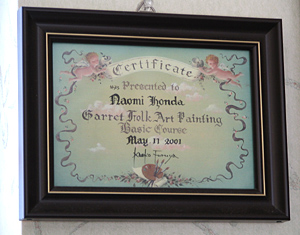 Certificate
was Presented to
Naomi Honda
Garret Folk Art Painting
Basic Course
May 11 2001